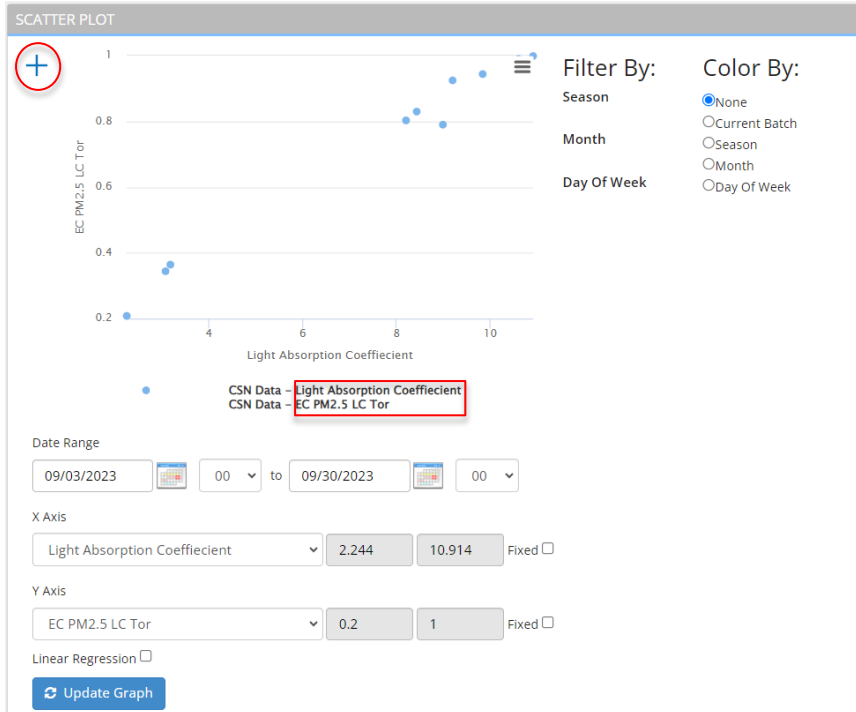 SCATTER PLOT
1
0.8
0.6
0.4
0.2
EC PM2.5 LC Tor
4 6 8 10
Light Absorption Coeffiecient
CSN Data – Light Absorption Coeffiecient
CSN Data – EC PM2.5 LC Tor
Filter By:
Season
Month
Day Of Week
Color By:
None
Current Batch
Season
Month
Day Of Week
Date Range
09/03/2023 00 to 09/30/2023 00
X Axis
Light Absorption Coeffiecient 2.244 10.914 Fixed
Y Axis
EC PM2.5 LC Tor 0.2 1 Fixed
Linear Regression
Update Graph